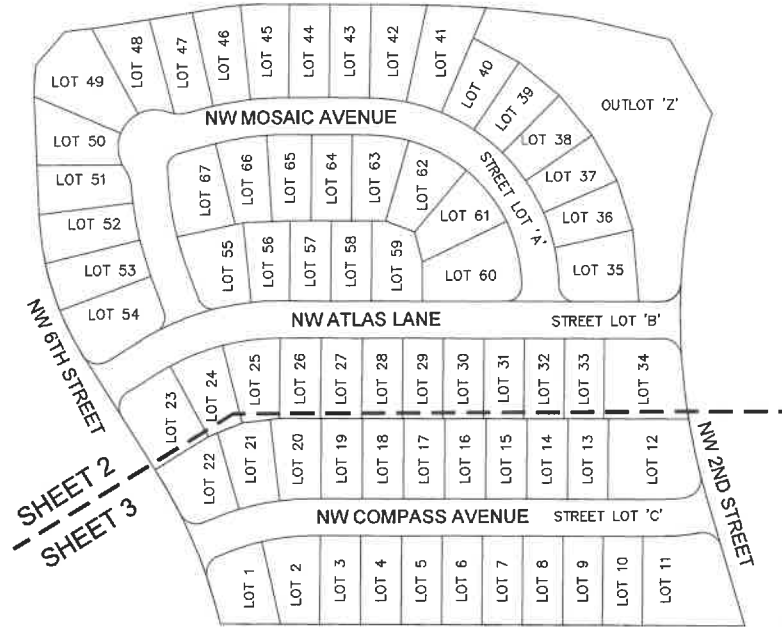 LOT 48
LOT 47
LOT 46
LOT 45
LOT 44
LOT 43
LOT 42
LOT 41
LOT 40
LOT 39
LOT 38
LOT 37
LOT 36
LOT 35
OUTLOT 'Z'
LOT 49
LOT 50
LOT 51
LOT 52
LOT 53
LOT 54
NW MOSAIC AVENUE
STREET LOT 'A'
LOT 67
LOT 66
LOT 65
LOT 64
LOT 63
LOT 62
LOT 61
LOT 60
LOT 55
LOT 56
LOT 57
LOT 58
LOT 59
NW ATLAS LANE
STREET LOT 'B'
NW 6TH STREET
LOT 23
LOT 24
LOT 25
LOT 26
LOT 27
LOT 28
LOT 29
LOT 30
LOT 31
LOT 32
LOT 33
LOT 34
SHEET 2
SHEET 3
LOT 22
LOT 21
LOT 20
LOT 19
LOT 18
LOT 17
LOT 16
LOT 15
LOT 14
LOT 13
LOT 12
NW 2ND STREET
NW COMPASS AVENUE
STREET LOT 'C'
LOT 1
LOT 2
LOT 3
LOT 4
LOT 5
LOT 6
LOT 7
LOT 8
LOT 9
LOT 10
LOT 11